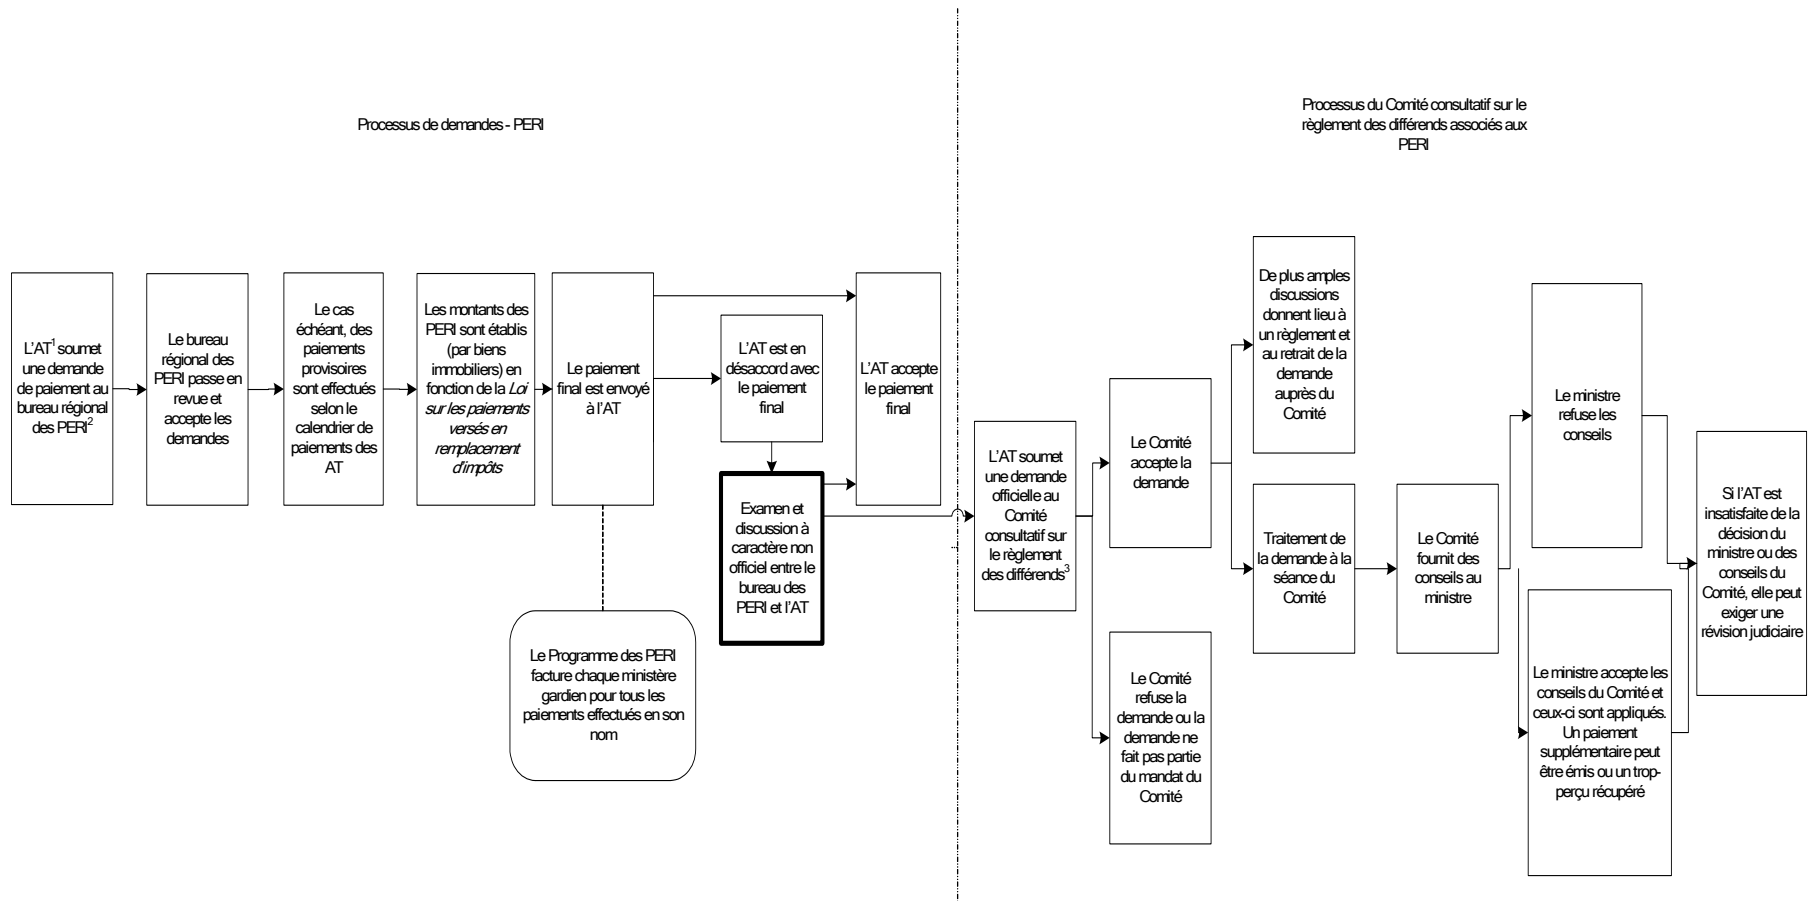 Processus de demandes - PERI
L'AT¹ soumet
une demande
de paiement au
bureau régional
des PERI²
Le bureau
régional des
PERI passe en
revue et
accepte les
demandes
Le cas
échéant, des
paiements
provisoires
sont effectués
selon le
calendrier de
paiements des
AT
Les montants des
PERI sont établis
(par biens
immobiliers) en
fonction de la Loi
sur les paiements
versés en
remplacement
d'impôts
Le paiement
final est envoyé
à l'AT
L'AT est en
désaccord avec
le paiement
final
L'AT accepte
le paiement
final
Examen et
discussion à
caractère non
officiel entre le
bureau des
PERI et l'AT
Le Programme des PERI
facture chaque ministère
gardien pour tous les
paiements effectués en son
nom
Processus du Comité consultatif sur le
règlement des différends associés aux
PERI
L'AT soumet
une demande
officielle au
Comité
consultatif sur
le règlement
des différends³
Le Comité
accepte la
demande
Le Comité
refuse la
demande ou la
demande ne
fait pas partie
du mandat du
Comité
De plus amples
discussions
donnent lieu à
un règlement et
au retrait de la
demande
auprès du
Comité
Traitement de
la demande à la
séance du
Comité
Le Comité
fournit des
conseils au
ministre
Le ministre
refuse les
conseils
Le ministre accepte les
conseils du Comité et
ceux-ci sont appliqués.
Un paiement
supplémentaire peut
être émis ou un trop-
perçu récupéré
Si l'AT est
insatisfaite de la
décision du
ministre ou des
conseils du
Comité, elle peut
exiger une
révision judiciaire